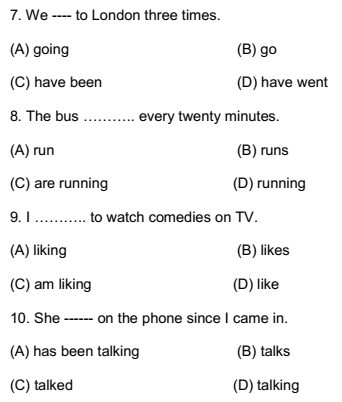 7. We ---- to London three times.
(A) going (B) go
(C) have been (D) have went
8. The bus ……….. every twenty minutes.
(A) run (B) runs
(C) are running (D) running
9. I ……….. to watch comedies on TV.
(A) liking (B) likes
(C) am liking (D) like
10. She ------ on the phone since I came in.
(A) has been talking (B) talks
(C) talked (D) talking